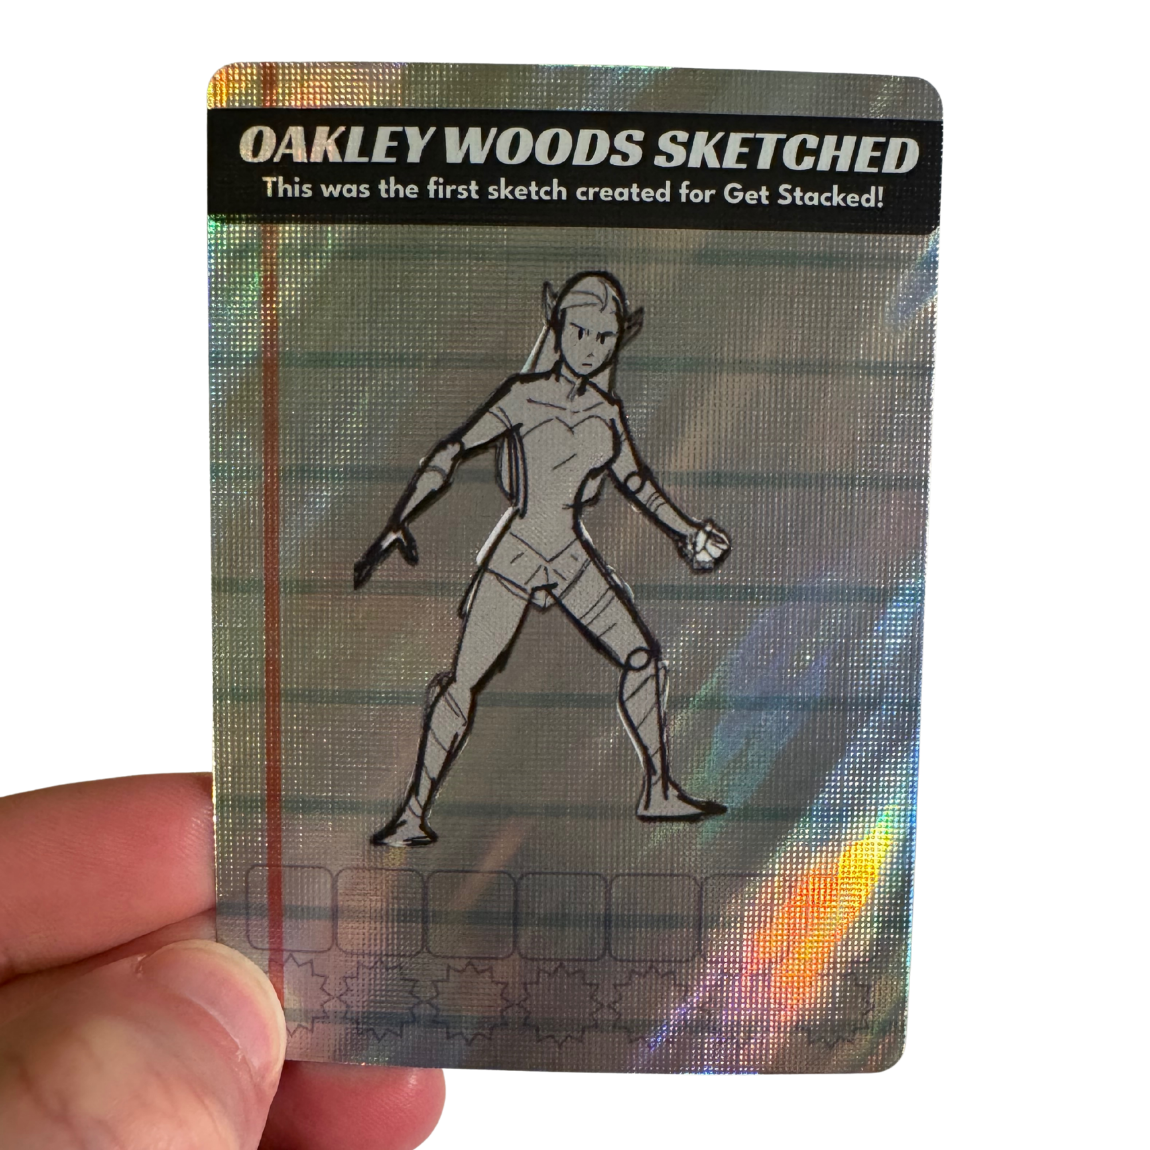 OAKLEY WOODS SKETCHED
This was the first sketch created for Get Stacked!